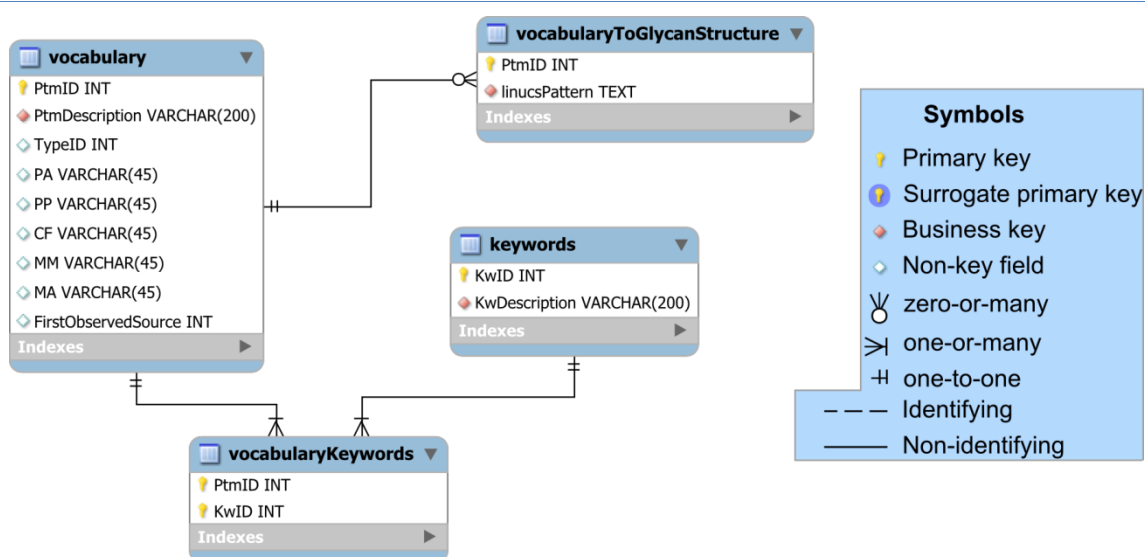 vocabulary
PtmID INT
PtmDescription VARCHAR(200)
TypeID INT
PA VARCHAR(45)
PP VARCHAR(45)
CF VARCHAR(45)
MM VARCHAR(45)
MA VARCHAR(45)
FirstObservedSource INT
Indexes
vocabularyToGlycanStructure
PtmID INT
linucsPattern TEXT
Indexes
keywords
KwID INT
KwDescription VARCHAR(200)
Indexes
vocabularyKeywords
PtmID INT
KwID INT
Indexes
Symbols
Primary key
Surrogate primary key
Business key
Non-key field
zero-or-many
one-or-many
one-to-one
Identifying
Non-identifying